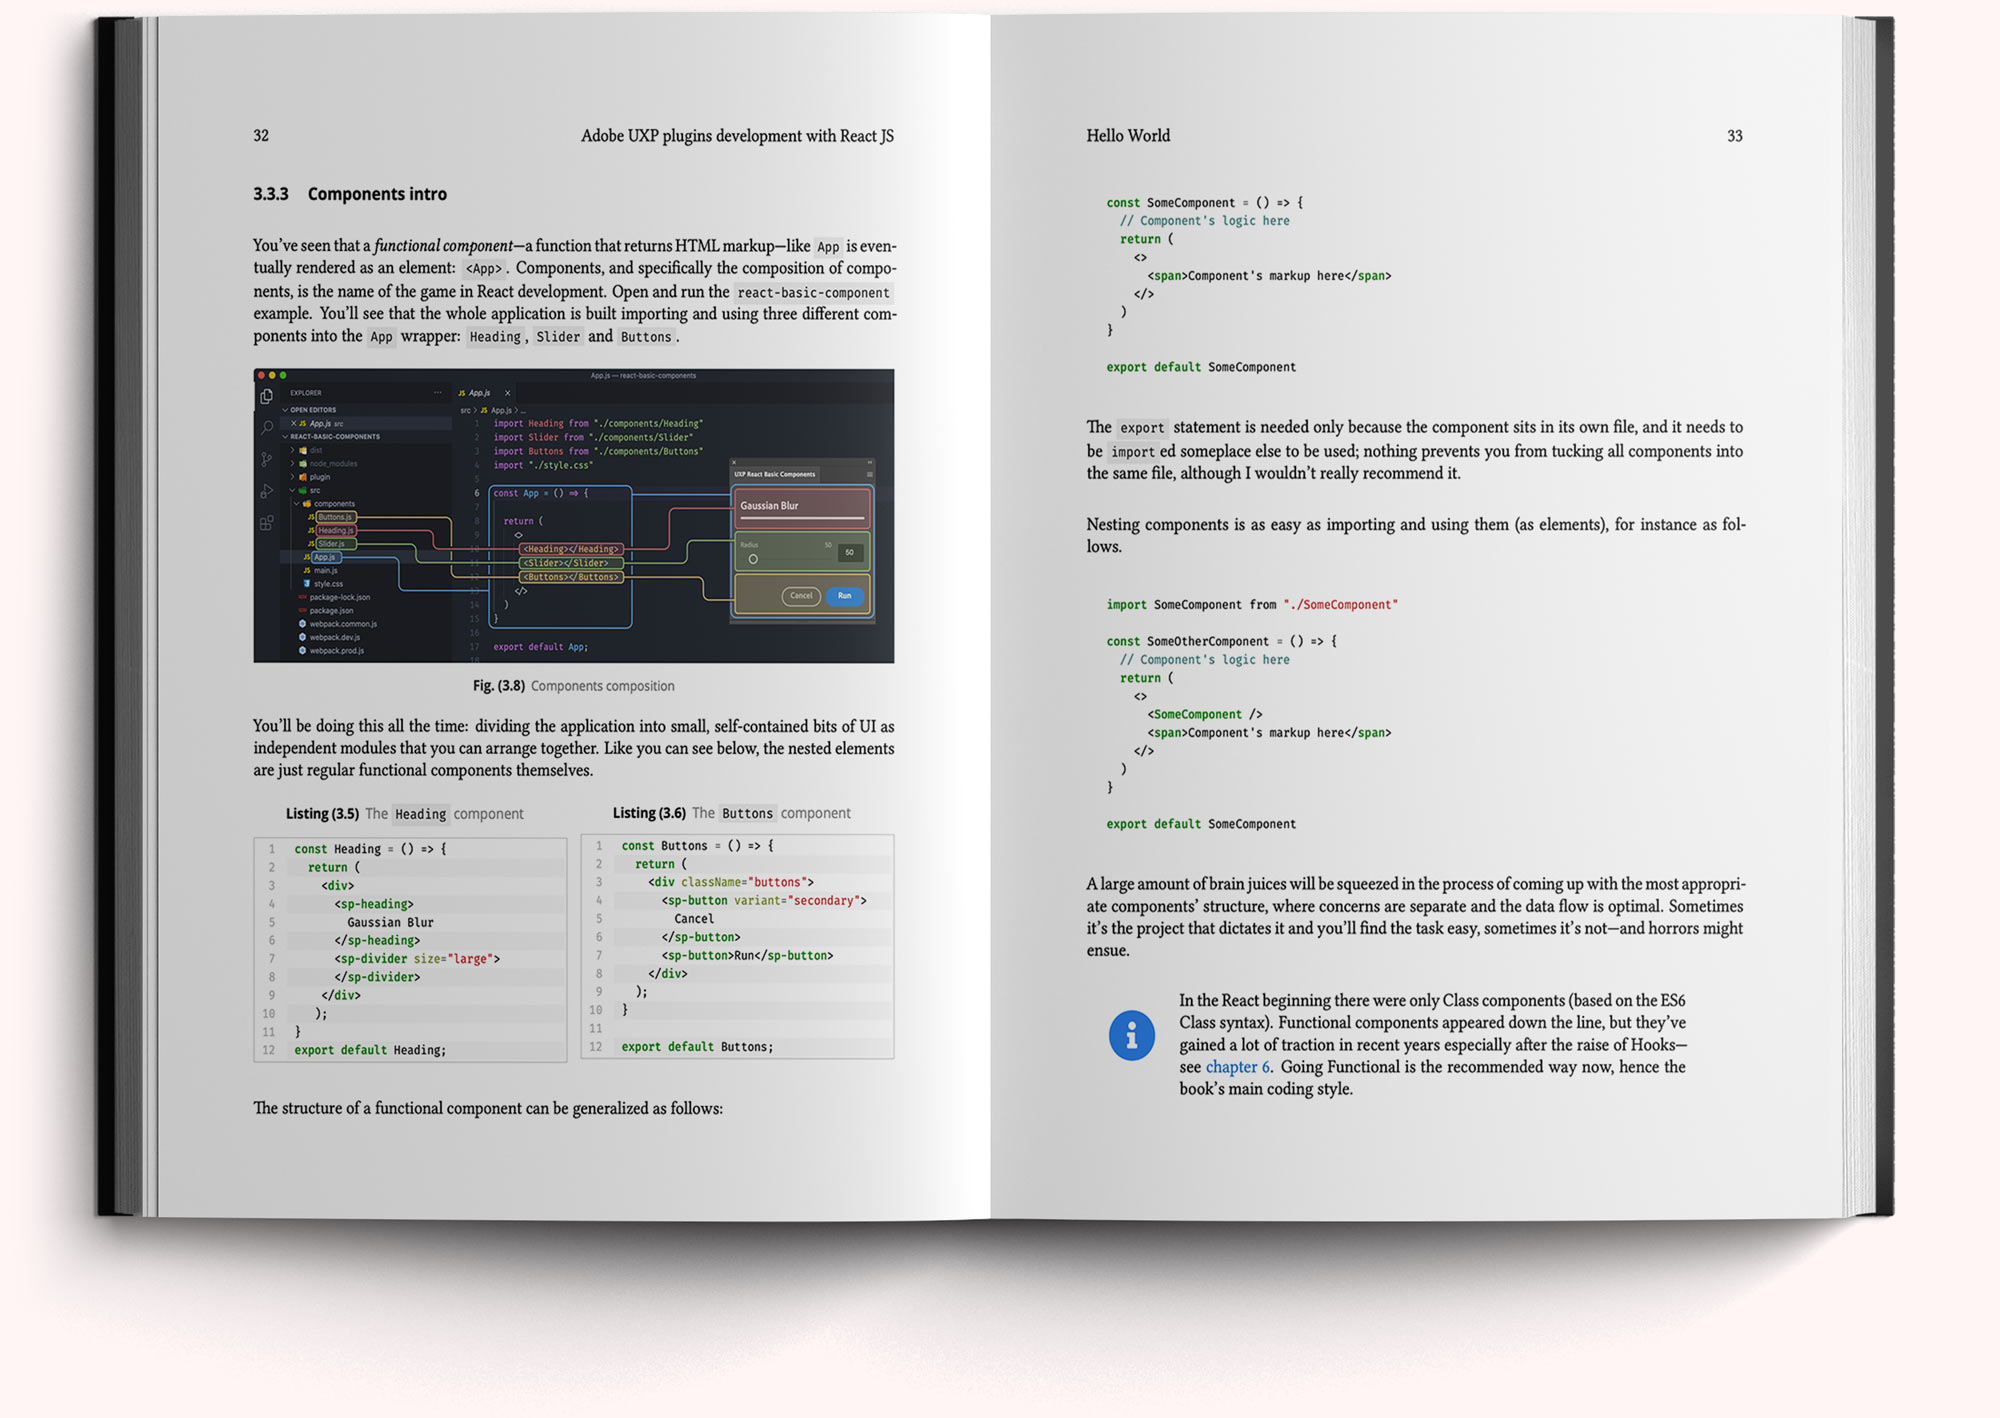 32
Adobe UXP plugins development with React JS
3.3.3 Components intro
You've seen that a functional component—a function that returns HTML markup—like App is even-
tually rendered as an element: <App>. Components, and specifically the composition of compo-
nents, is the name of the game in React development. Open and run the react-basic-component
example. You'll see that the whole application is built importing and using three different com-
ponents into the App wrapper: Heading, Slider and Buttons.
App.js — react-basic-components
EXPLORER ...
OPEN EDITORS
X JS App.js src
REACT-BASIC-COMPONENTS
> dist
> node_modules
> plugin
src
components
JS Buttons.js
JS Heading.js
JS Slider.js
JS App.js
JS main.js
style.css
package-lock.json
package.json
webpack.common.js
webpack.dev.js
webpack.prod.js
JS App.js X
src > JS App.js > ...
1 import Heading from "./components/Heading"
2 import Slider from "./components/Slider"
3 import Buttons from "./components/Buttons"
4 import "./style.css"
5
6 const App = () => {
7
8 return (
9 <>
10 <Heading></Heading>
11 <Slider></Slider>
12 <Buttons></Buttons>
13 </>
14 )
15 }
16
17 export default App;
18
UXP React Basic Components
Gaussian Blur
Radius 50
50
Cancel Run
Fig. (3.8) Components composition
You'll be doing this all the time: dividing the application into small, self-contained bits of UI as
independent modules that you can arrange together. Like you can see below, the nested elements
are just regular functional components themselves.
Listing (3.5) The Heading component
1 const Heading = () => {
2 return (
3 <div>
4 <sp-heading>
5 Gaussian Blur
6 </sp-heading>
7 <sp-divider size="large">
8 </sp-divider>
9 </div>
10 );
11 }
12 export default Heading;
Listing (3.6) The Buttons component
1 const Buttons = () => {
2 return (
3 <div className="buttons">
4 <sp-button variant="secondary">
5 Cancel
6 </sp-button>
7 <sp-button>Run</sp-button>
8 </div>
9 );
10 }
11
12 export default Buttons;
The structure of a functional component can be generalized as follows:
Hello World
33
const SomeComponent = () => {
// Component's logic here
return (
<>
<span>Component's markup here</span>
</>
)
}
export default SomeComponent
The export statement is needed only because the component sits in its own file, and it needs to
be import ed someplace else to be used; nothing prevents you from tucking all components into
the same file, although I wouldn't really recommend it.
Nesting components is as easy as importing and using them (as elements), for instance as fol-
lows.
import SomeComponent from "./SomeComponent"
const SomeOtherComponent = () => {
// Component's logic here
return (
<>
<SomeComponent />
<span>Component's markup here</span>
</>
)
}
export default SomeComponent
A large amount of brain juices will be squeezed in the process of coming up with the most appropri-
ate components' structure, where concerns are separate and the data flow is optimal. Sometimes
it's the project that dictates it and you'll find the task easy, sometimes it's not—and horrors might
ensue.
In the React beginning there were only Class components (based on the ES6
Class syntax). Functional components appeared down the line, but they've
gained a lot of traction in recent years especially after the raise of Hooks—
see chapter 6. Going Functional is the recommended way now, hence the
book's main coding style.